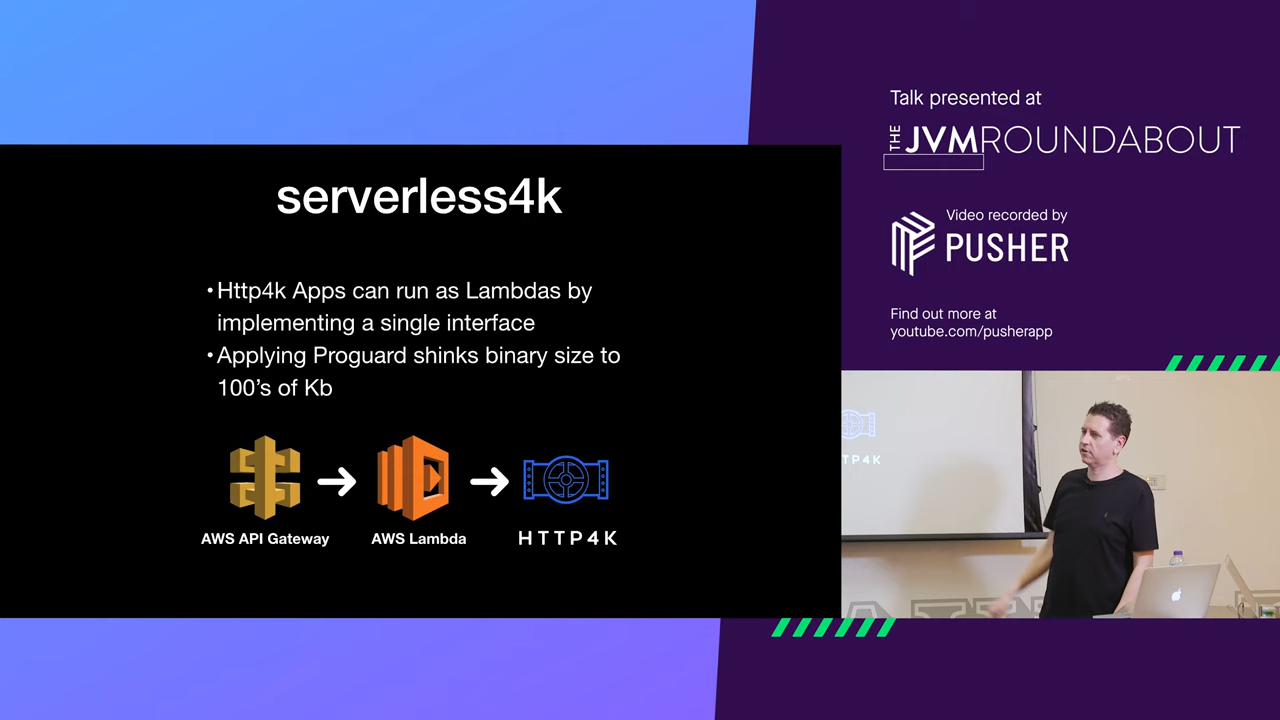 Talk presented at
THE JVMROUNDABOUT
serverless4k
Video recorded by
PUSHER
• Http4k Apps can run as Lambdas by
implementing a single interface
• Applying Proguard shinks binary size to
100's of Kb
Find out more at
youtube.com/pusherapp
AWS API Gateway
AWS Lambda
HTTP4K
TP4K